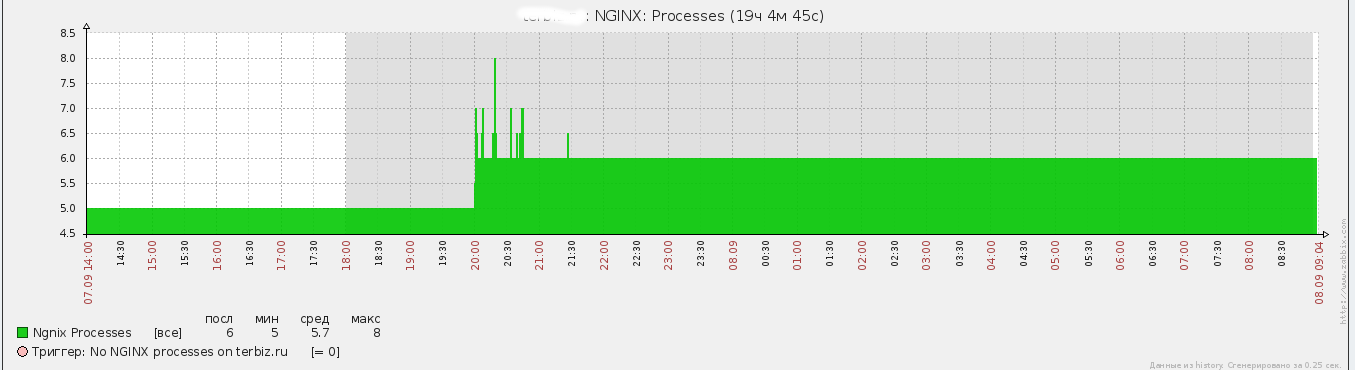 : NGINX: Processes (19ч 4м 45с)
8.5
8.0
7.5
7.0
6.5
6.0
5.5
5.0
4.5
07.09 14:00 14:30 15:00 15:30 16:00 16:30 17:00 17:30 18:00 18:30 19:00 19:30 20:00 20:30 21:00 21:30 22:00 22:30 23:00 23:30 08.09 00:30 01:00 01:30 02:00 02:30 03:00 03:30 04:00 04:30 05:00 05:30 06:00 06:30 07:00 07:30 08:00 08:30 08.09 09:04
посл мин сред макс
Ngnix Processes [все] 6 5 5.7 8
Триггер: No NGINX processes on terbiz.ru [= 0]
http://www.zabbix.com
Данные из history. Сгенерировано за 0.25 сек.